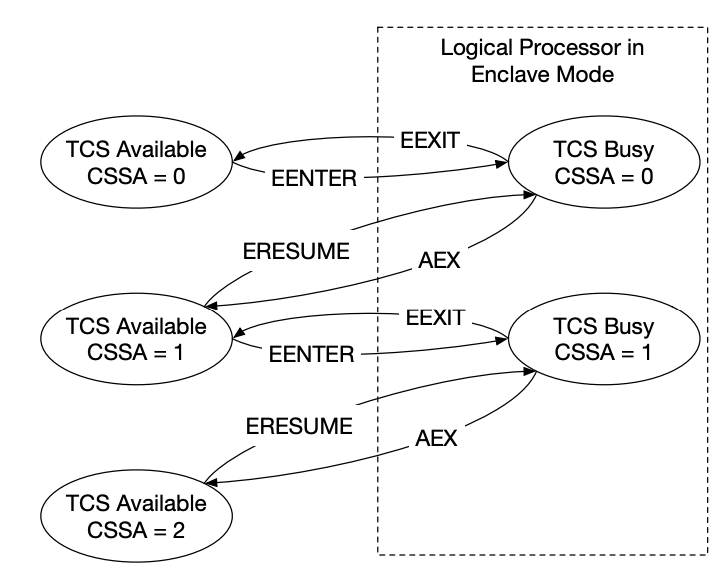 Logical Processor in
Enclave Mode
TCS Available
CSSA = 0
EEXIT
EENTER
TCS Busy
CSSA = 0
ERESUME
AEX
TCS Available
CSSA = 1
EEXIT
EENTER
TCS Busy
CSSA = 1
ERESUME
AEX
TCS Available
CSSA = 2